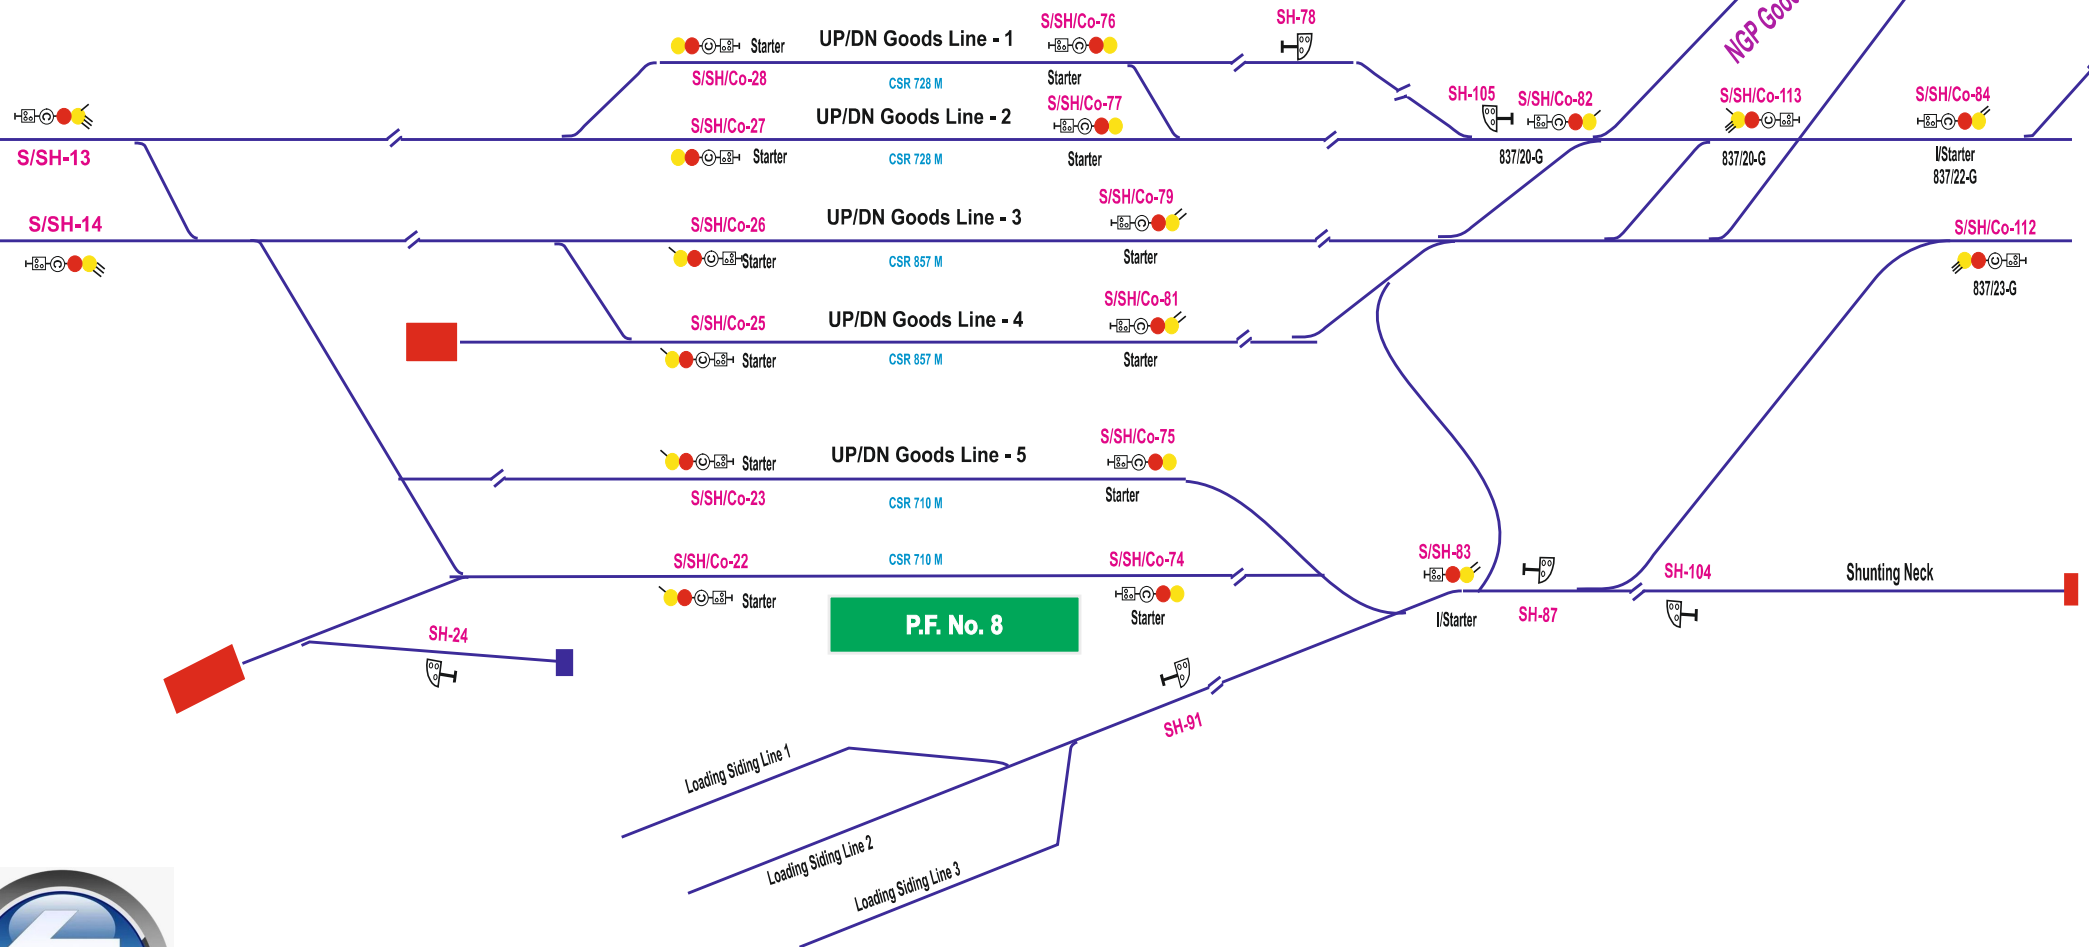 S/SH/Co-76
SH-78
NGP
Starter
UP/DN Goods Line - 1
S/SH/Co-28
CSR 728 M
Starter
S/SH/Co-77
SH-105
S/SH/Co-82
S/SH/Co-113
S/SH/Co-84
S/SH/Co-27
UP/DN Goods Line - 2
S/SH-13
Starter
CSR 728 M
Starter
837/20-G
837/20-G
I/Starter
837/22-G
S/SH/Co-79
S/SH-14
S/SH/Co-26
UP/DN Goods Line - 3
S/SH/Co-112
Starter
CSR 857 M
Starter
837/23-G
S/SH/Co-81
S/SH/Co-25
UP/DN Goods Line - 4
Starter
CSR 857 M
Starter
S/SH/Co-75
Starter
UP/DN Goods Line - 5
S/SH/Co-23
CSR 710 M
Starter
S/SH/Co-22
CSR 710 M
S/SH/Co-74
S/SH-83
SH-104
Shunting Neck
Starter
P.F. No. 8
Starter
I/Starter
SH-87
SH-24
SH-91
Loading Siding Line 1
Loading Siding Line 2
Loading Siding Line 3